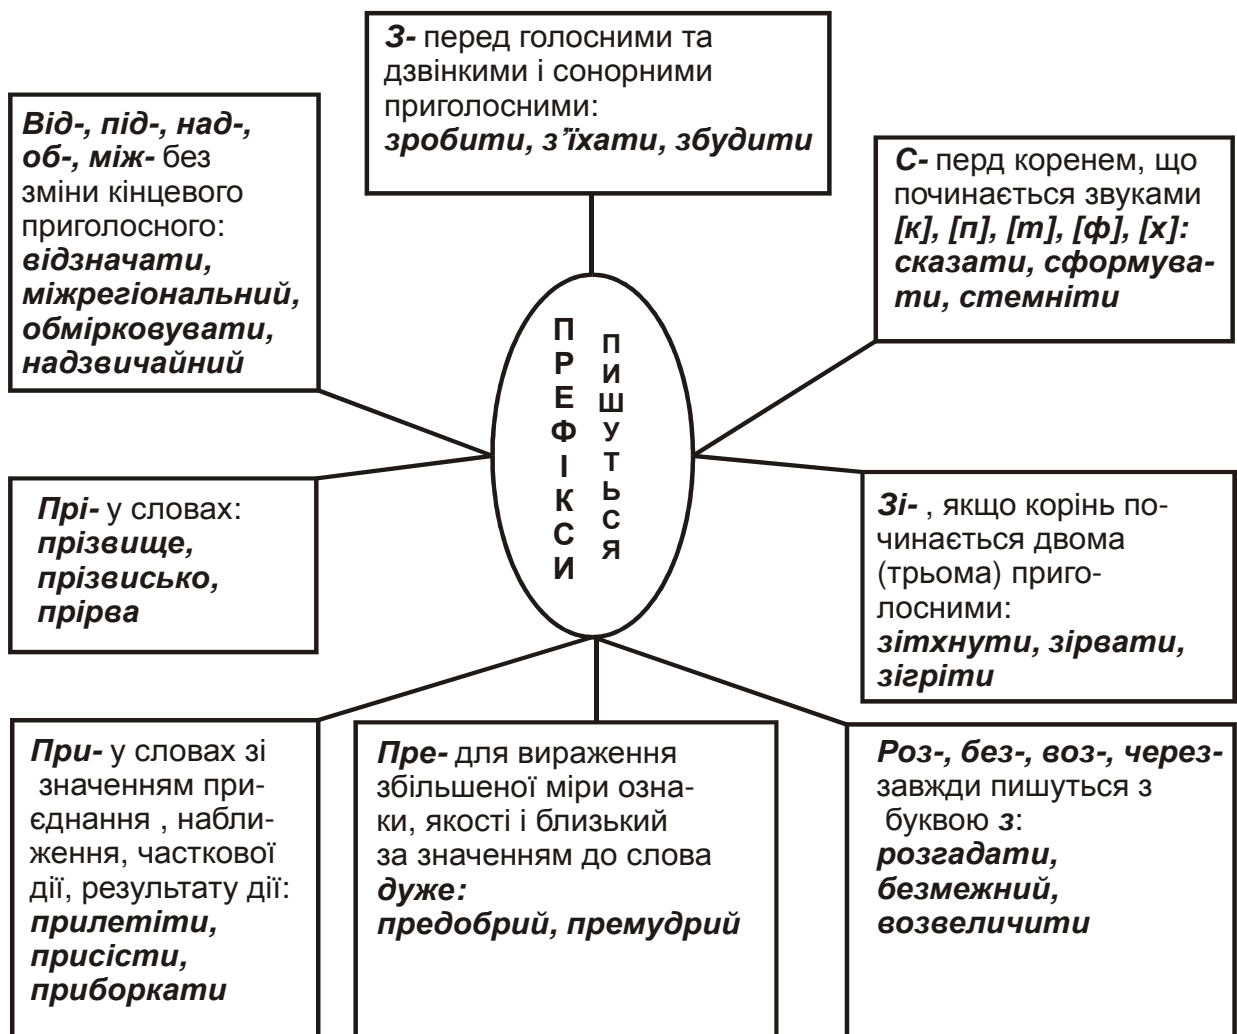 З- перед голосними та
дзвінкими і сонорними
приголосними:
зробити, з’їхати, збудити
Від-, під-, над-,
об-, між- без
зміни кінцевого
приголосного:
відзначати,
міжрегіональний,
обмірковувати,
надзвичайний
С- перд коренем, що
починається звуками
[к], [п], [т], [ф], [х]:
сказати, сформува-
ти, стемніти
ПРЕФІКСИ
ПИШУТЬСЯ
Прі- у словах:
прізвище,
прізвисько,
прірва
Зі- , якщо корінь по-
чинається двома
(трьома) приго-
лосними:
зітхнути, зірвати,
зігріти
При- у словах зі
значенням при-
єднання , набли-
ження, часткової
дії, результату дії:
прилетіти,
присісти,
приборкати
Пре- для вираження
збільшеної міри озна-
ки, якості і близький
за значенням до слова
дуже:
предобрий, премудрий
Роз-, без-, воз-, через-
завжди пишуться з
буквою з:
розгадати,
безмежний,
возвеличити